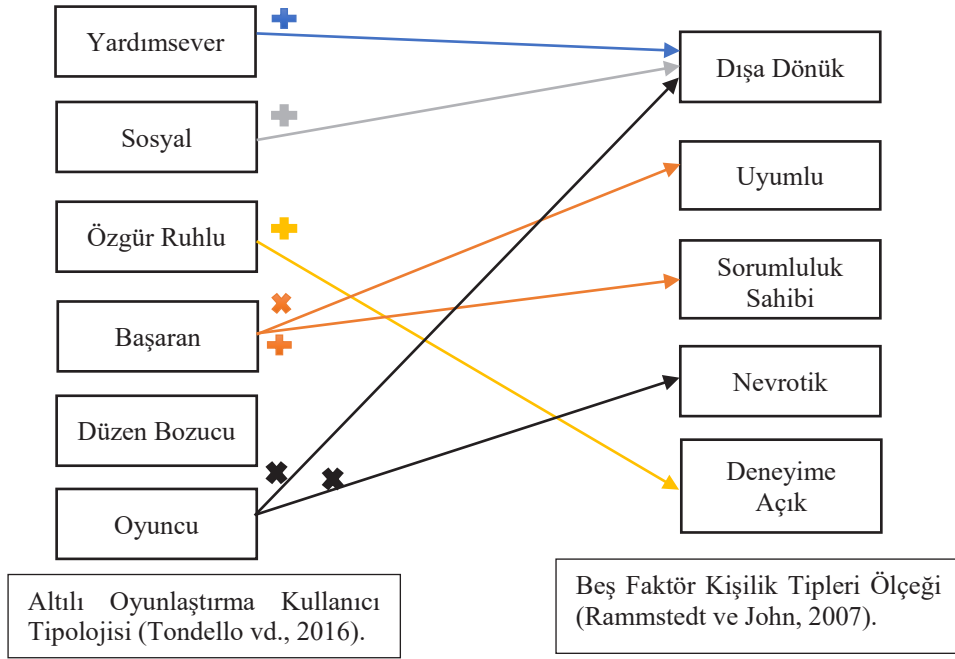 Yardımsever
Sosyal
Özgür Ruhlu
Başaran
Düzen Bozucu
Oyuncu
Altılı Oyunlaştırma Kullanıcı
Tipolojisi (Tondello vd., 2016).
Dışa Dönük
Uyumlu
Sorumluluk
Sahibi
Nevrotik
Deneyime
Açık
Beş Faktör Kişilik Tipleri Ölçeği
(Rammstedt ve John, 2007).